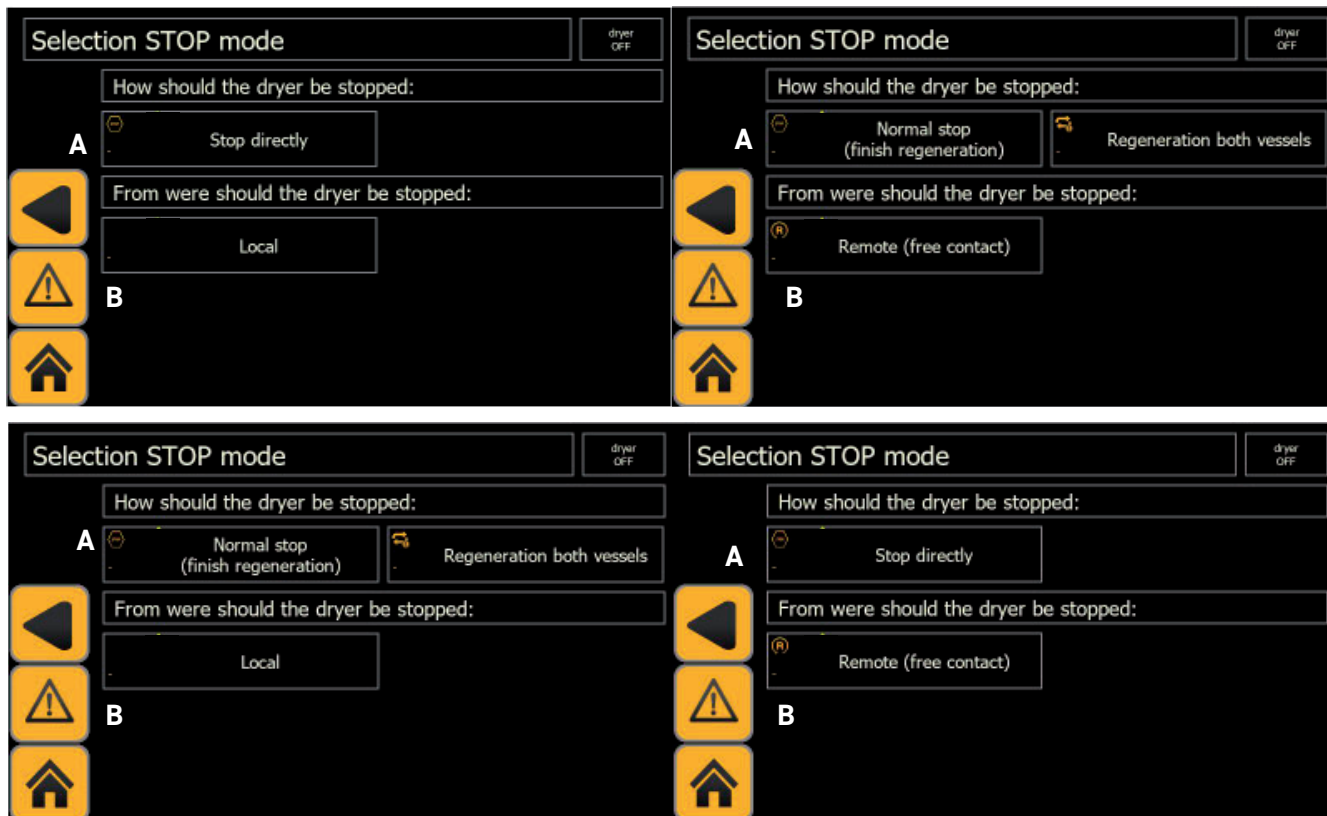 Selection STOP mode
dryer
OFF
How should the dryer be stopped:
A
Stop directly
From were should the dryer be stopped:
Local
B
Selection STOP mode
dryer
OFF
How should the dryer be stopped:
A
Normal stop
(finish regeneration)
Regeneration both vessels
From were should the dryer be stopped:
R
Remote (free contact)
B
Selection STOP mode
dryer
OFF
How should the dryer be stopped:
A
Normal stop
(finish regeneration)
Regeneration both vessels
From were should the dryer be stopped:
Local
B
Selection STOP mode
dryer
OFF
How should the dryer be stopped:
A
Stop directly
From were should the dryer be stopped:
R
Remote (free contact)
B